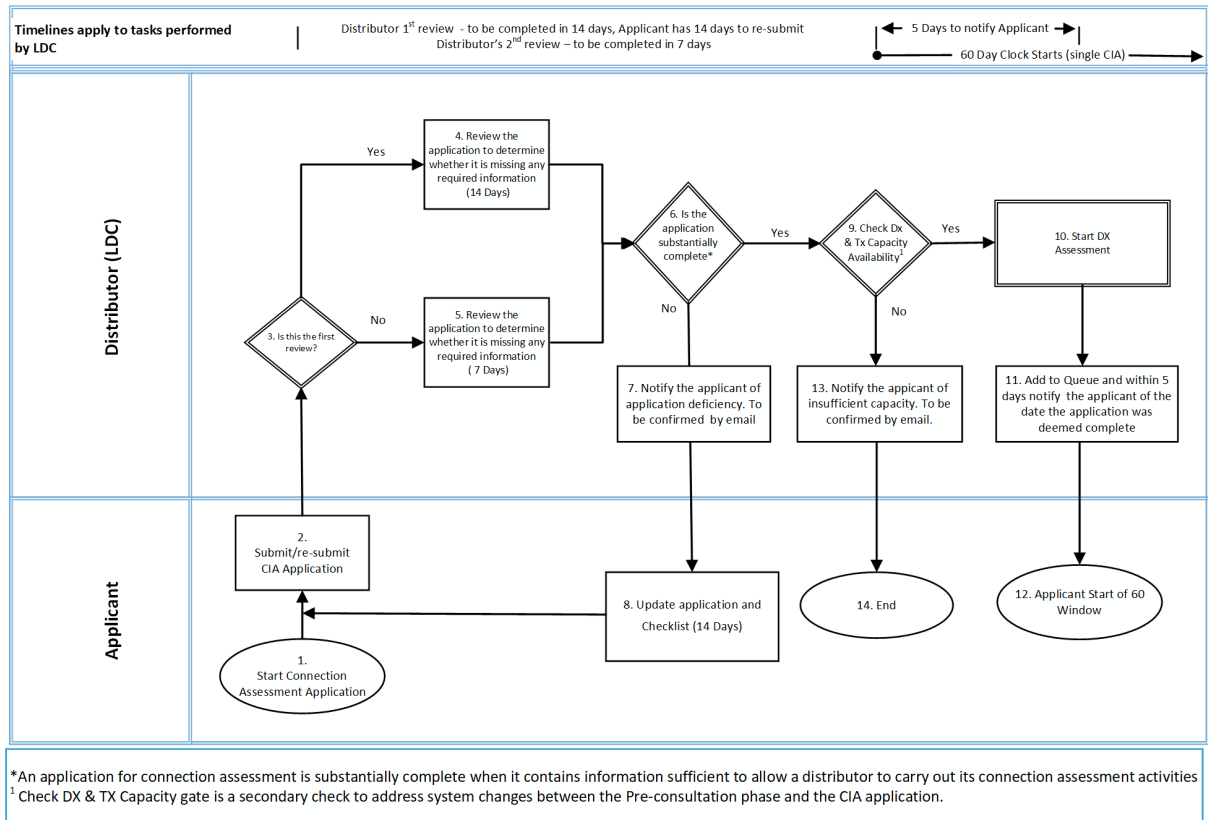 Timelines apply to tasks performed
by LDC
Distributor 1st review - to be completed in 14 days, Applicant has 14 days to re-submit
Distributor's 2nd review – to be completed in 7 days
5 Days to notify Applicant
60 Day Clock Starts (single CIA)
Distributor (LDC)
Yes
4. Review the
application to determine
whether it is missing any
required information
(14 Days)
3. Is this the first
review?
No
5. Review the
application to determine
whether it is missing any
required information
( 7 Days)
6. Is the
application
substantially
complete*
Yes
No
9. Check Dx
& Tx Capacity
Availability1
Yes
No
10. Start DX
Assessment
7. Notify the applicant of
application deficiency. To
be confirmed by email
13. Notify the appicant of
insufficient capacity. To be
confirmed by email.
11. Add to Queue and within 5
days notify the applicant of the
date the application was
deemed complete
Applicant
2.
Submit/re-submit
CIA Application
1.
Start Connection
Assessment Application
8. Update application and
Checklist (14 Days)
14. End
12. Applicant Start of 60
Window
*An application for connection assessment is substantially complete when it contains information sufficient to allow a distributor to carry out its connection assessment activities
1 Check DX & TX Capacity gate is a secondary check to address system changes between the Pre-consultation phase and the CIA application.